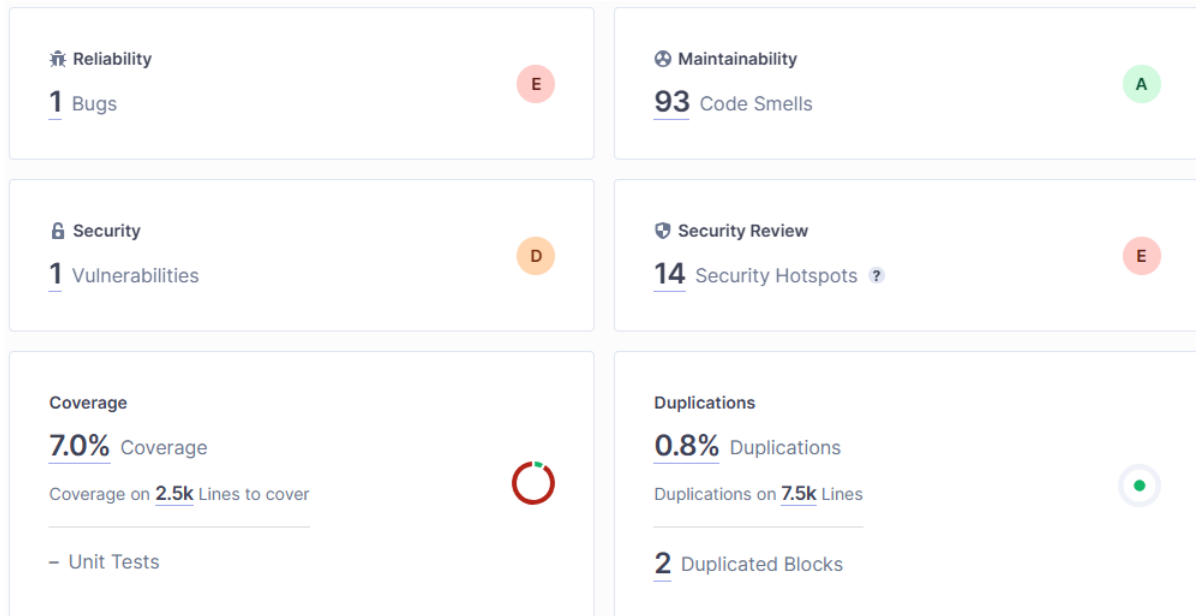 Reliability
1 Bugs
E
Maintainability
93 Code Smells
A
Security
1 Vulnerabilities
D
Security Review
14 Security Hotspots ?
E
Coverage
7.0% Coverage
Coverage on 2.5k Lines to cover
– Unit Tests
Duplications
0.8% Duplications
Duplications on 7.5k Lines
2 Duplicated Blocks